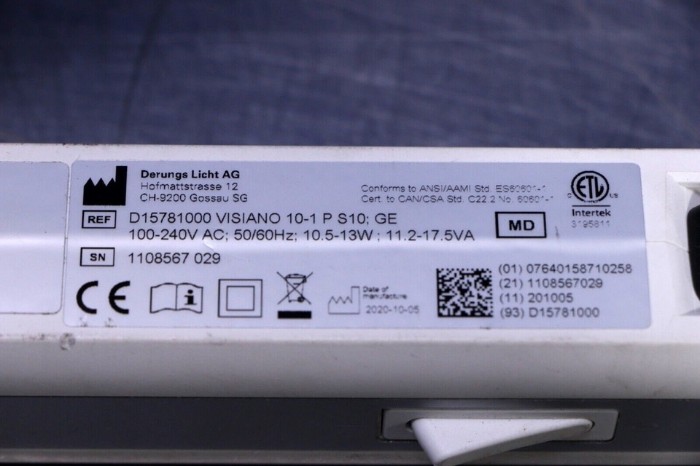 Derungs Licht AG
Hofmattstrasse 12
CH-9200 Gossau SG
Conforms to ANSI/AAMI Std. ES60601-1
Cert. to CAN/CSA Std. C22.2 No. 60601-1
ETL
C US
Intertek
3195811
REF D15781000 VISIANO 10-1 P S10; GE
100-240V AC; 50/60Hz; 10.5-13W ; 11.2-17.5VA
MD
SN 1108567 029
CE
Date of
manufacture
2020-10-05
(01) 07640158710258
(21) 1108567029
(11) 201005
(93) D15781000